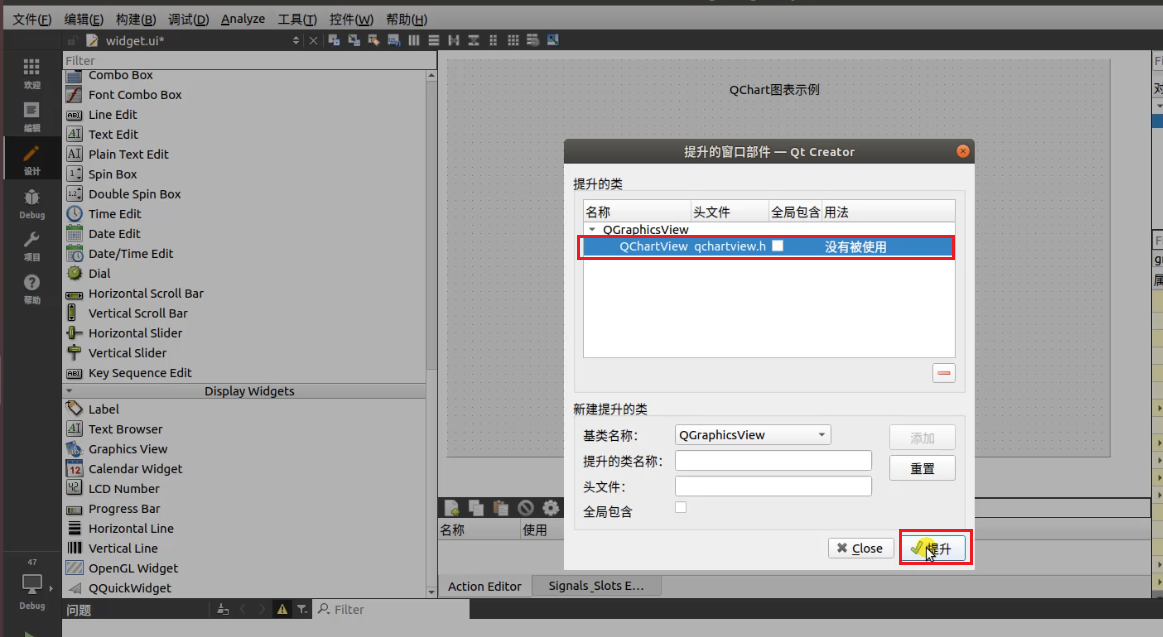 文件(F) 编辑(E) 构建(B) 调试(D) Analyze 工具(T) 控件(W) 帮助(H)
widget.ui*
欢迎
编辑
设计
Debug
项目
帮助
47
Debug
Filter
Combo Box
Font Combo Box
Line Edit
Text Edit
Plain Text Edit
Spin Box
Double Spin Box
Time Edit
Date Edit
Date/Time Edit
Dial
Horizontal Scroll Bar
Vertical Scroll Bar
Horizontal Slider
Vertical Slider
Key Sequence Edit
Display Widgets
Label
Text Browser
Graphics View
Calendar Widget
LCD Number
Progress Bar
Horizontal Line
Vertical Line
OpenGL Widget
QQuickWidget
QChart图表示例
提升的窗口部件 — Qt Creator
提升的类
名称 头文件 全局包含 用法
QGraphicsView
QChartView qchartview.h 没有被使用
新建提升的类
基类名称: QGraphicsView 添加
提升的类名称: 重置
头文件:
全局包含
Close 提升
名称 使用
Action Editor Signals_Slots E...
问题 Filter